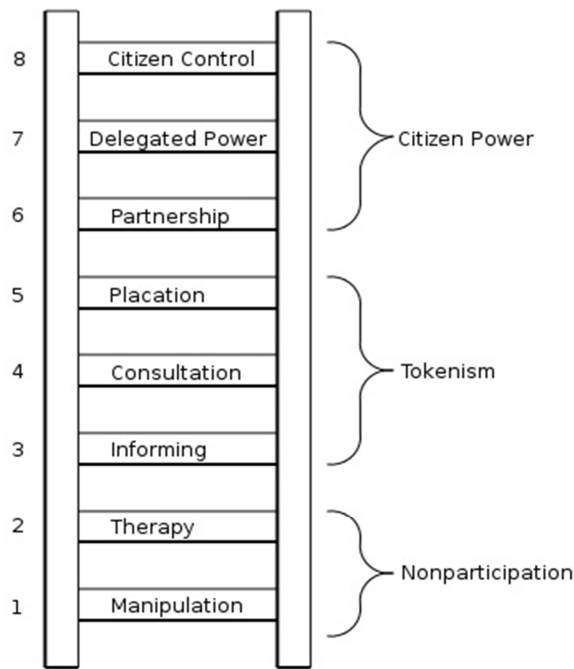 8 Citizen Control
7 Delegated Power Citizen Power
6 Partnership
5 Placation
4 Consultation Tokenism
3 Informing
2 Therapy
Nonparticipation
1 Manipulation